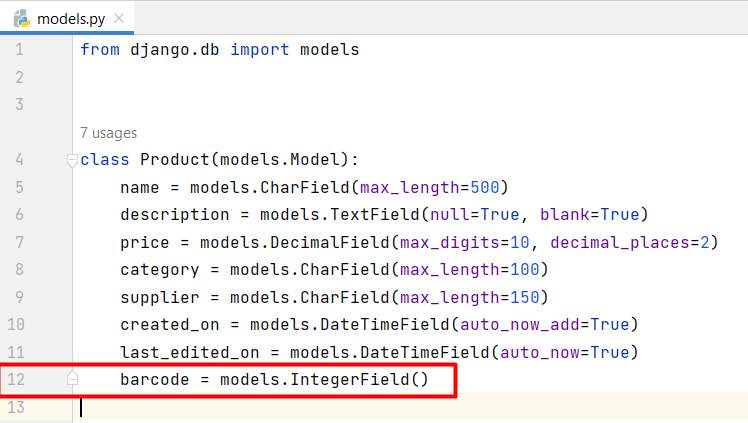 models.py
1 from django.db import models
2
3
7 usages
4 class Product(models.Model):
5     name = models.CharField(max_length=500)
6     description = models.TextField(null=True, blank=True)
7     price = models.DecimalField(max_digits=10, decimal_places=2)
8     category = models.CharField(max_length=100)
9     supplier = models.CharField(max_length=150)
10     created_on = models.DateTimeField(auto_now_add=True)
11     last_edited_on = models.DateTimeField(auto_now=True)
12     barcode = models.IntegerField()
13